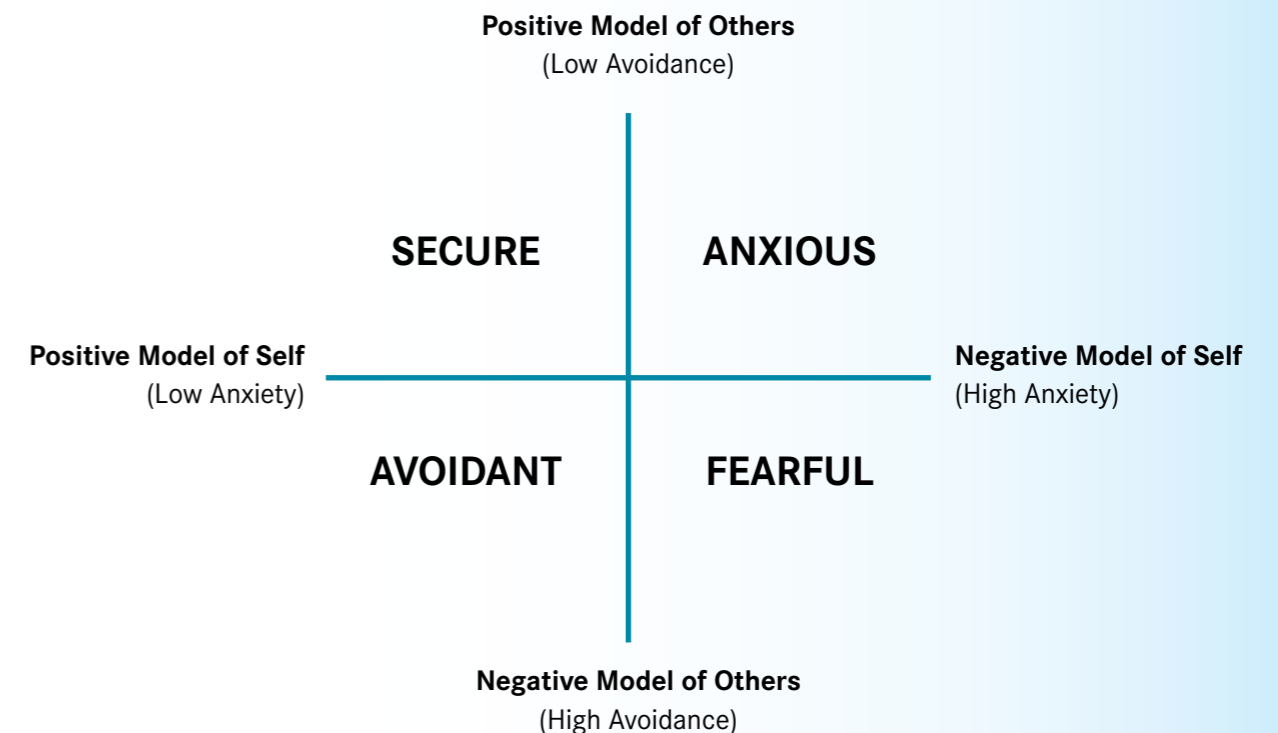 Positive Model of Others
(Low Avoidance)
SECURE
ANXIOUS
Positive Model of Self
(Low Anxiety)
Negative Model of Self
(High Anxiety)
AVOIDANT
FEARFUL
Negative Model of Others
(High Avoidance)